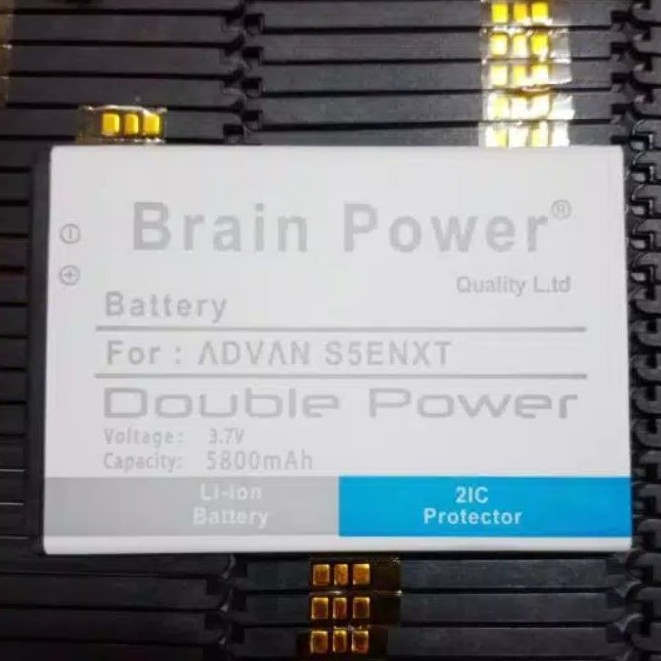 Brain Power®
Quality L.td
Battery
For : ADVAN S5ENXT
Double Power
Voltage: 3.7V
Capacity: 5800mAh
Li-ion
Battery
2IC
Protector